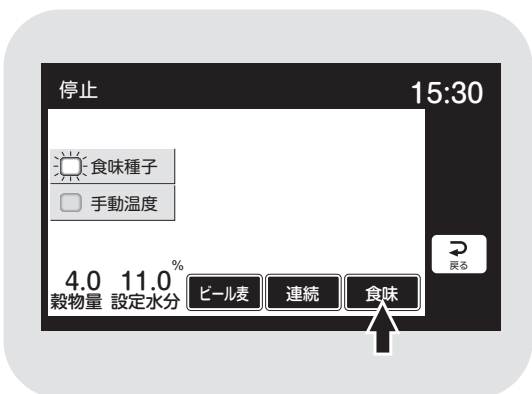 停止 15:30
食味種子
手動温度
戻る
4.0 11.0%
穀物量 設定水分
ビール麦 連続 食味